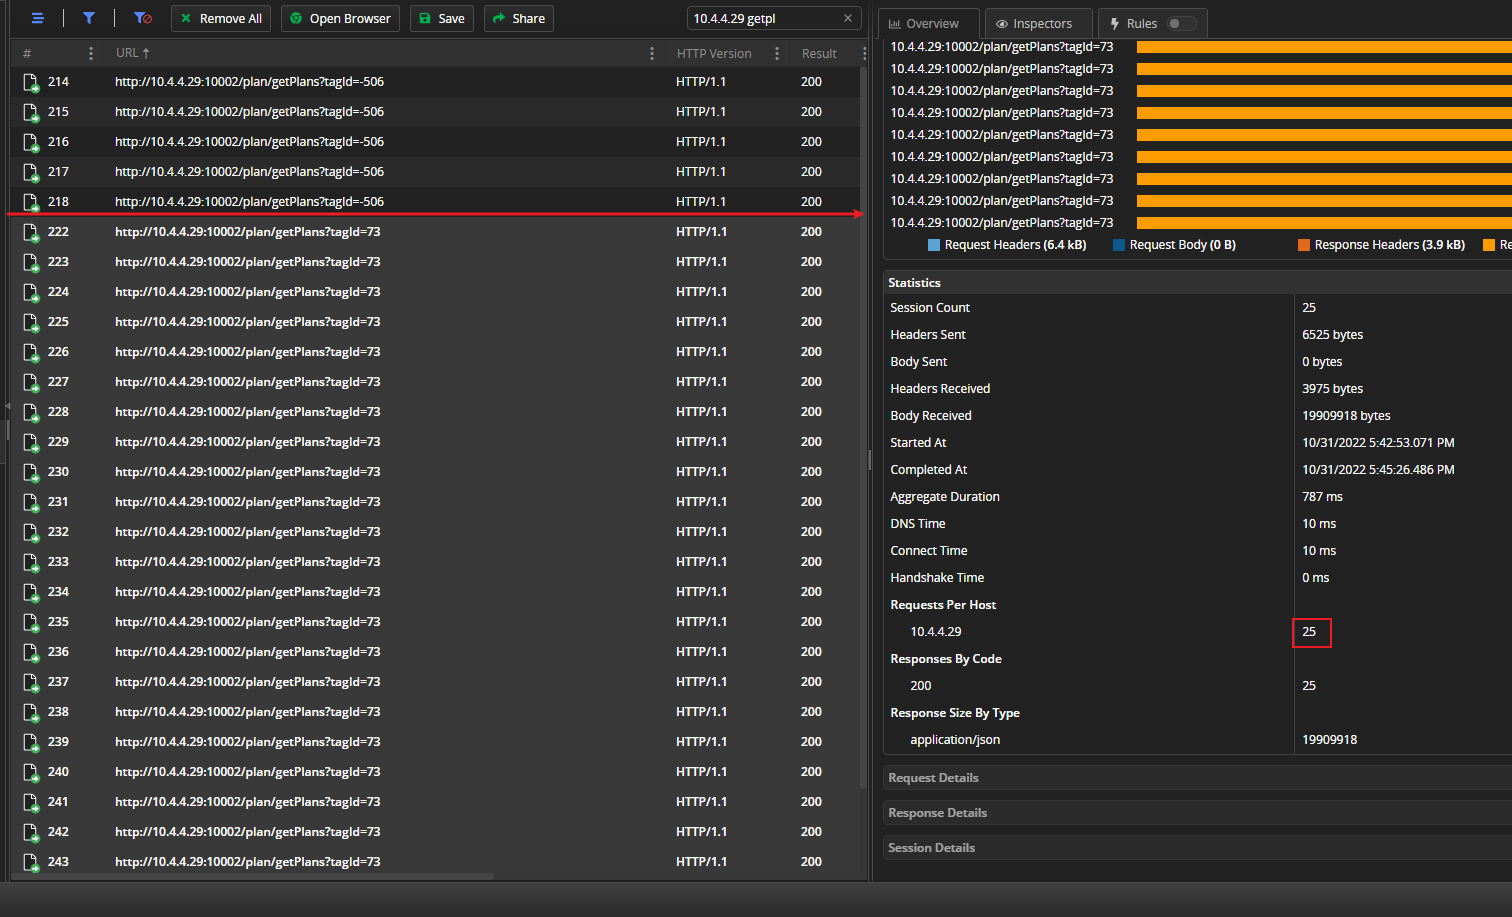 Remove All Open Browser Save Share 10.4.4.29 getpl
# URL HTTP Version Result
214 http://10.4.4.29:10002/plan/getPlans?tagId=-506 HTTP/1.1 200
215 http://10.4.4.29:10002/plan/getPlans?tagId=-506 HTTP/1.1 200
216 http://10.4.4.29:10002/plan/getPlans?tagId=-506 HTTP/1.1 200
217 http://10.4.4.29:10002/plan/getPlans?tagId=-506 HTTP/1.1 200
218 http://10.4.4.29:10002/plan/getPlans?tagId=-506 HTTP/1.1 200
222 http://10.4.4.29:10002/plan/getPlans?tagId=73 HTTP/1.1 200
223 http://10.4.4.29:10002/plan/getPlans?tagId=73 HTTP/1.1 200
224 http://10.4.4.29:10002/plan/getPlans?tagId=73 HTTP/1.1 200
225 http://10.4.4.29:10002/plan/getPlans?tagId=73 HTTP/1.1 200
226 http://10.4.4.29:10002/plan/getPlans?tagId=73 HTTP/1.1 200
227 http://10.4.4.29:10002/plan/getPlans?tagId=73 HTTP/1.1 200
228 http://10.4.4.29:10002/plan/getPlans?tagId=73 HTTP/1.1 200
229 http://10.4.4.29:10002/plan/getPlans?tagId=73 HTTP/1.1 200
230 http://10.4.4.29:10002/plan/getPlans?tagId=73 HTTP/1.1 200
231 http://10.4.4.29:10002/plan/getPlans?tagId=73 HTTP/1.1 200
232 http://10.4.4.29:10002/plan/getPlans?tagId=73 HTTP/1.1 200
233 http://10.4.4.29:10002/plan/getPlans?tagId=73 HTTP/1.1 200
234 http://10.4.4.29:10002/plan/getPlans?tagId=73 HTTP/1.1 200
235 http://10.4.4.29:10002/plan/getPlans?tagId=73 HTTP/1.1 200
236 http://10.4.4.29:10002/plan/getPlans?tagId=73 HTTP/1.1 200
237 http://10.4.4.29:10002/plan/getPlans?tagId=73 HTTP/1.1 200
238 http://10.4.4.29:10002/plan/getPlans?tagId=73 HTTP/1.1 200
239 http://10.4.4.29:10002/plan/getPlans?tagId=73 HTTP/1.1 200
240 http://10.4.4.29:10002/plan/getPlans?tagId=73 HTTP/1.1 200
241 http://10.4.4.29:10002/plan/getPlans?tagId=73 HTTP/1.1 200
242 http://10.4.4.29:10002/plan/getPlans?tagId=73 HTTP/1.1 200
243 http://10.4.4.29:10002/plan/getPlans?tagId=73 HTTP/1.1 200
Overview Inspectors Rules
10.4.4.29:10002/plan/getPlans?tagId=73
10.4.4.29:10002/plan/getPlans?tagId=73
10.4.4.29:10002/plan/getPlans?tagId=73
10.4.4.29:10002/plan/getPlans?tagId=73
10.4.4.29:10002/plan/getPlans?tagId=73
10.4.4.29:10002/plan/getPlans?tagId=73
10.4.4.29:10002/plan/getPlans?tagId=73
10.4.4.29:10002/plan/getPlans?tagId=73
10.4.4.29:10002/plan/getPlans?tagId=73
Request Headers (6.4 kB) Request Body (0 B) Response Headers (3.9 kB) Re
Statistics
Session Count 25
Headers Sent 6525 bytes
Body Sent 0 bytes
Headers Received 3975 bytes
Body Received 19909918 bytes
Started At 10/31/2022 5:42:53.071 PM
Completed At 10/31/2022 5:45:26.486 PM
Aggregate Duration 787 ms
DNS Time 10 ms
Connect Time 10 ms
Handshake Time 0 ms
Requests Per Host
10.4.4.29 25
Responses By Code
200 25
Response Size By Type
application/json 19909918
Request Details
Response Details
Session Details